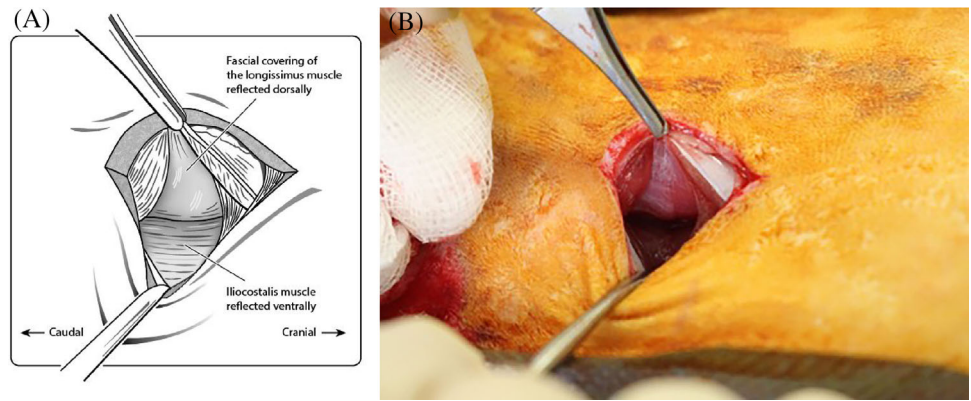 (A)
Fascial covering of
the longissimus muscle
reflected dorsally
Iliocostalis muscle
reflected ventrally
← Caudal
Cranial →
(B)